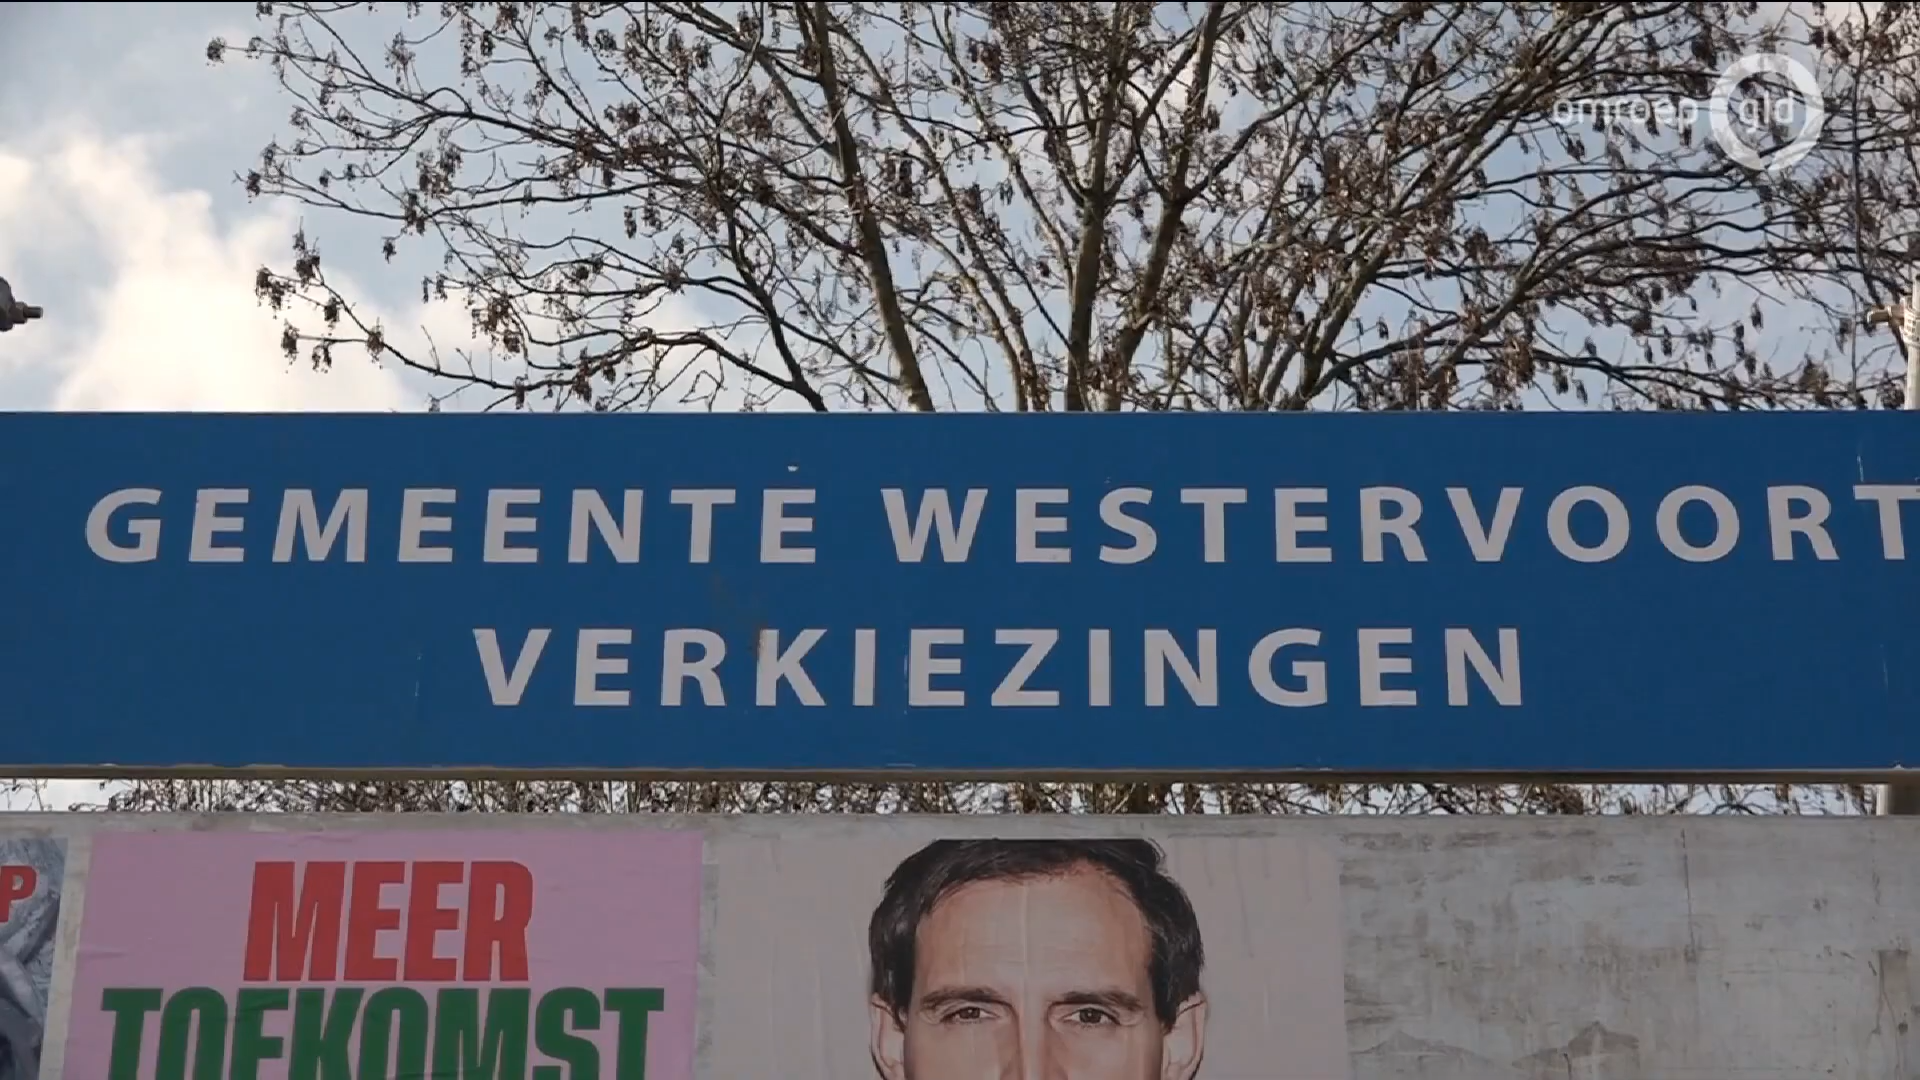 omroep gld
GEMEENTE WESTERVOORT
VERKIEZINGEN
P
MEER
TOEKOMST